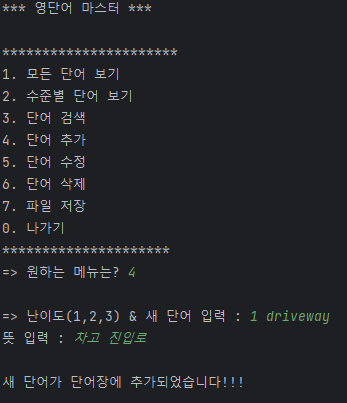 *** 영단어 마스터 ***
**********************
1. 모든 단어 보기
2. 수준별 단어 보기
3. 단어 검색
4. 단어 추가
5. 단어 수정
6. 단어 삭제
7. 파일 저장
0. 나가기
*********************
=> 원하는 메뉴는? 4
=> 난이도(1,2,3) & 새 단어 입력 : 1 driveway
뜻 입력 : 차고 진입로
새 단어가 단어장에 추가되었습니다!!!